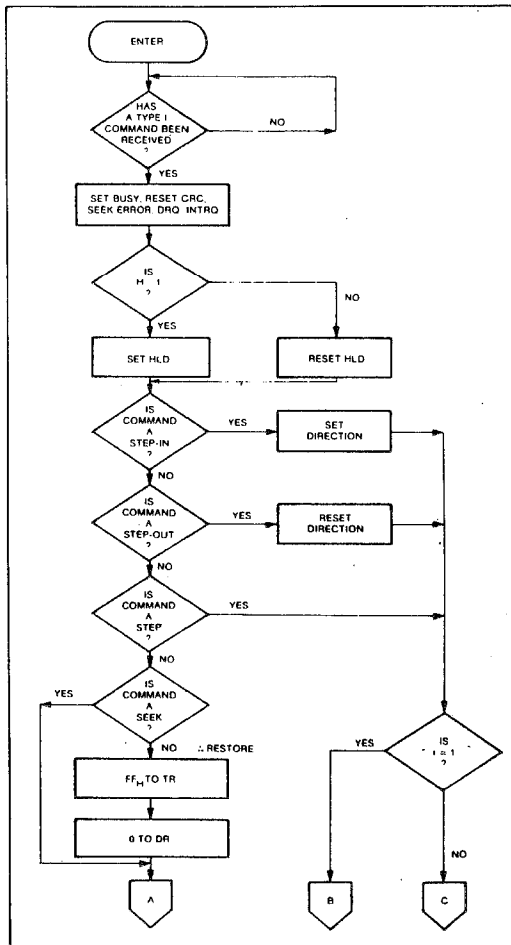 ENTER
HAS
A TYPE I
COMMAND BEEN
RECEIVED
?
NO
YES
SET BUSY, RESET CRC,
SEEK ERROR, DRQ, INTRQ
IS
?
NO
YES
SET HLD
RESET HLD
IS
COMMAND
A
STEP-IN
?
YES
SET
DIRECTION
NO
IS
COMMAND
A
STEP-OUT
?
YES
RESET
DIRECTION
NO
IS
COMMAND
A
STEP
?
YES
NO
IS
COMMAND
A
SEEK
?
YES
NO ∴ RESTORE
IS
?
YES
FF_H TO TR
0 TO DR
NO
A
B
C